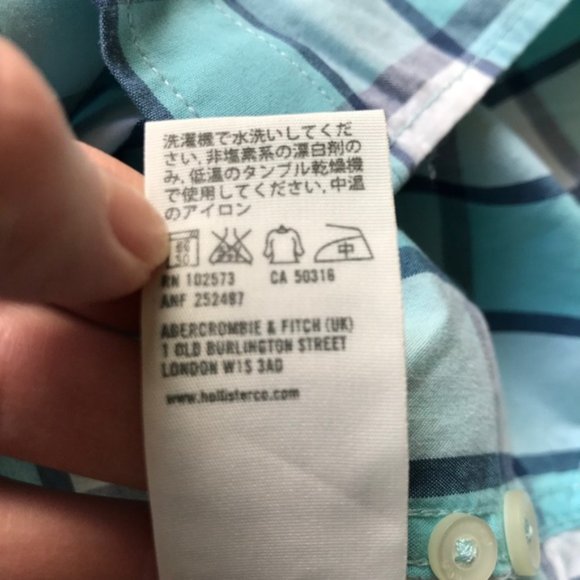 洗濯機で水洗いしてくだ
さい. 非塩素系の漂白剤の
み. 低温のタンブル乾燥機
で使用してください. 中温
のアイロン
中
RN 102573 CA 50316
ANF 252487
ABERCROMBIE & FITCH (UK)
1 OLD BURLINGTON STREET
LONDON W1S 3AG
www.hollisterco.com